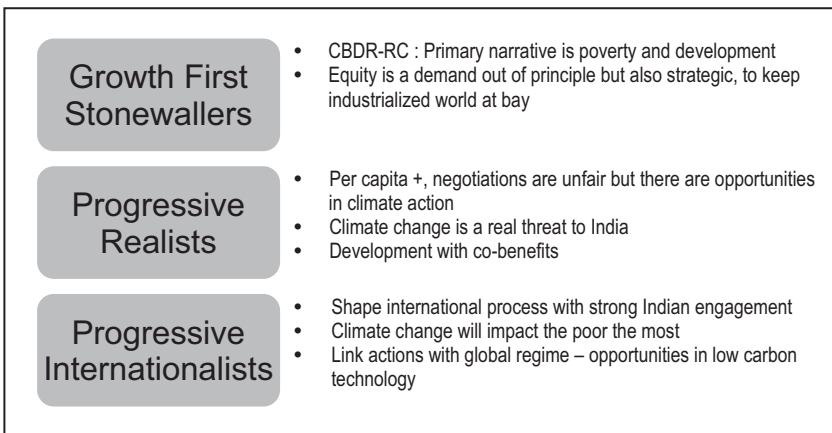 Growth First
Stonewallers
• CBDR-RC : Primary narrative is poverty and development
• Equity is a demand out of principle but also strategic, to keep
industrialized world at bay
Progressive
Realists
• Per capita +, negotiations are unfair but there are opportunities
in climate action
• Climate change is a real threat to India
• Development with co-benefits
Progressive
Internationalists
• Shape international process with strong Indian engagement
• Climate change will impact the poor the most
• Link actions with global regime – opportunities in low carbon
technology